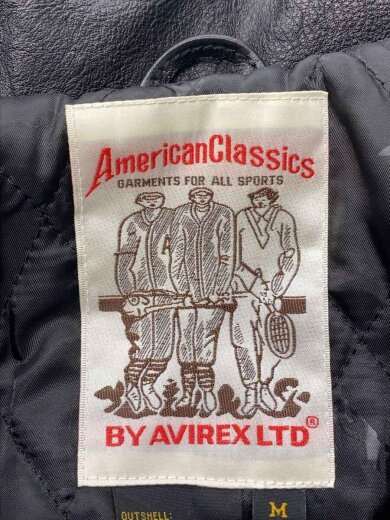 AmericanClassics
GARMENTS FOR ALL SPORTS
A
BY AVIREX LTD®
OUTSHELL:
M